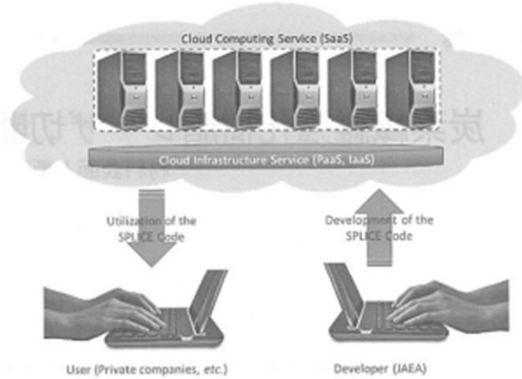 Cloud Computing Service (SaaS)
Cloud Infrastructure Service (PaaS, IaaS)
Utilization of the
SPLICE Code
Development of the
SPLICE Code
User (Private companies, etc.)
Developer (JAEA)